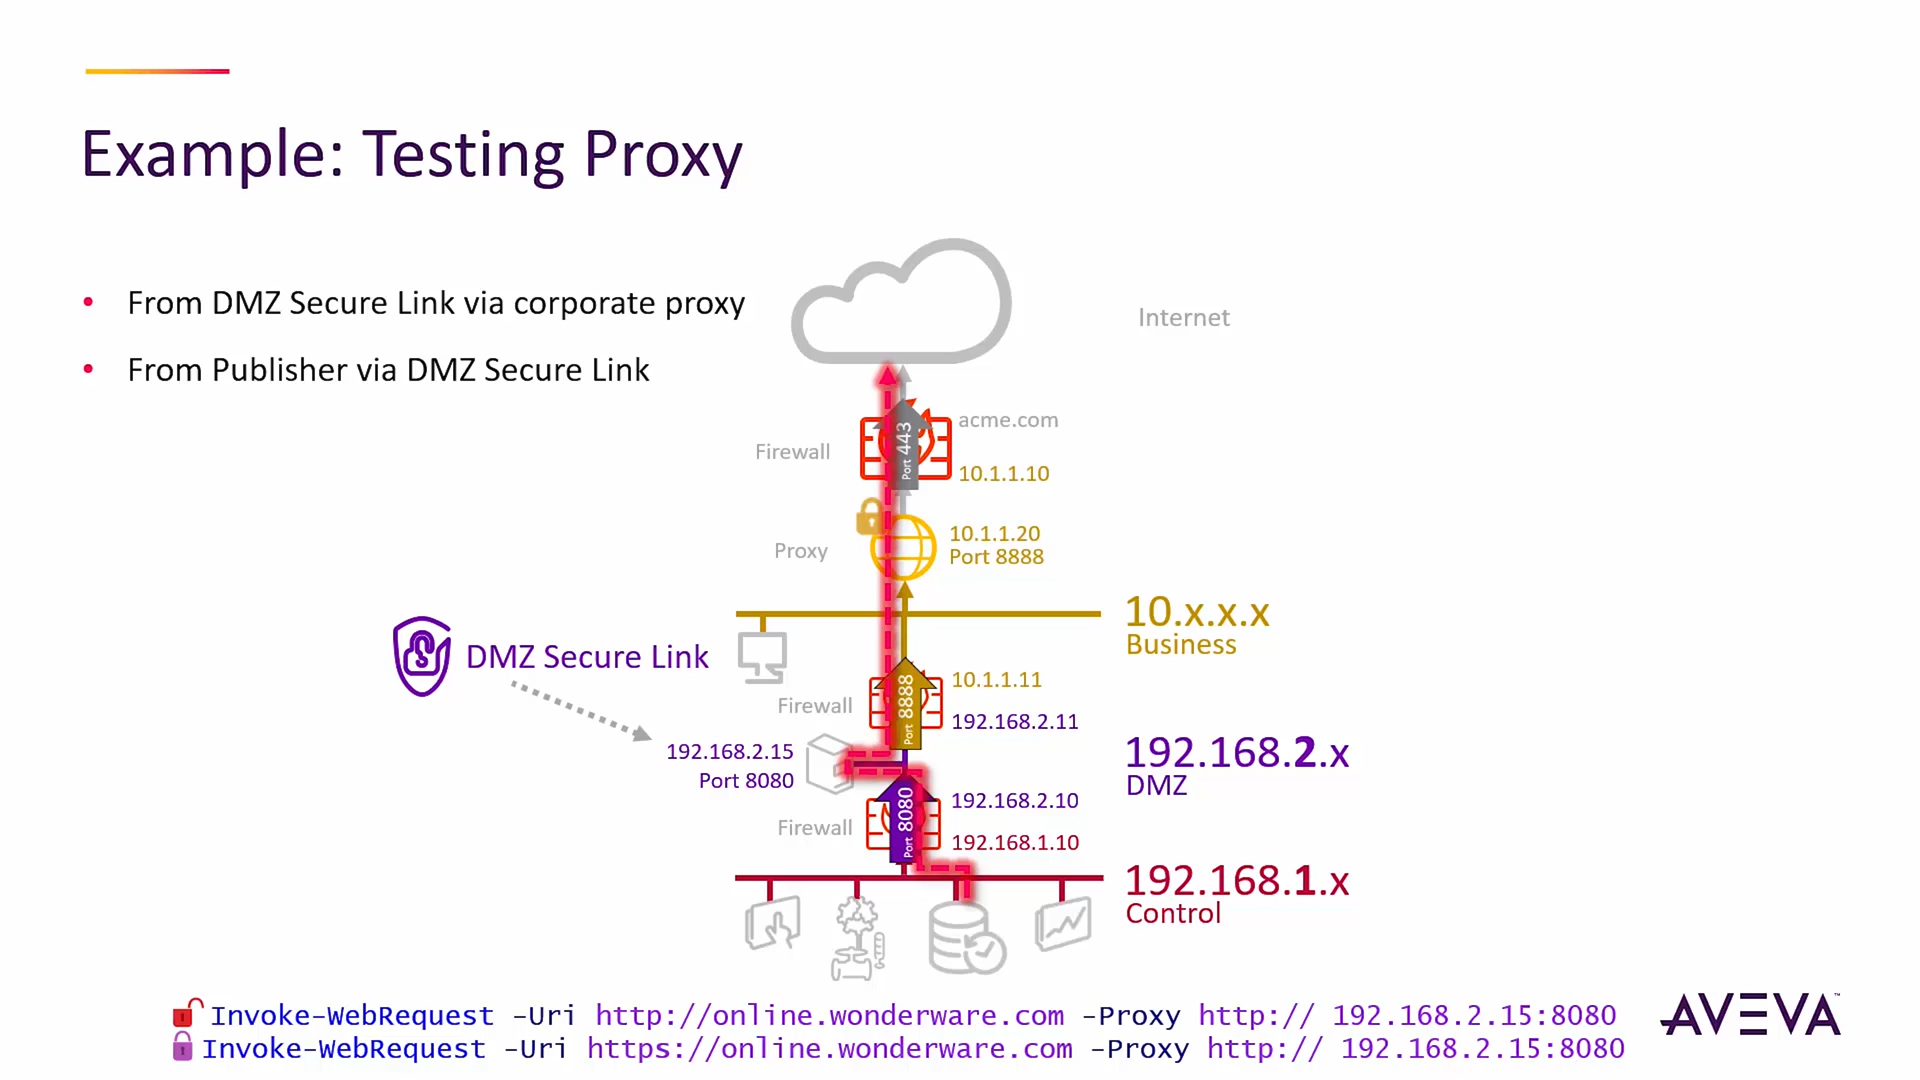 Example: Testing Proxy
• From DMZ Secure Link via corporate proxy
• From Publisher via DMZ Secure Link
Internet
acme.com
Firewall
Port 443
10.1.1.10
Proxy
10.1.1.20
Port 8888
10.x.x.x
Business
DMZ Secure Link
Firewall
Port 8888
10.1.1.11
192.168.2.11
192.168.2.15
Port 8080
192.168.2.x
DMZ
Firewall
Port 8080
192.168.2.10
192.168.1.10
192.168.1.x
Control
Invoke-WebRequest -Uri http://online.wonderware.com -Proxy http:// 192.168.2.15:8080
Invoke-WebRequest -Uri https://online.wonderware.com -Proxy http:// 192.168.2.15:8080
AVEVA™